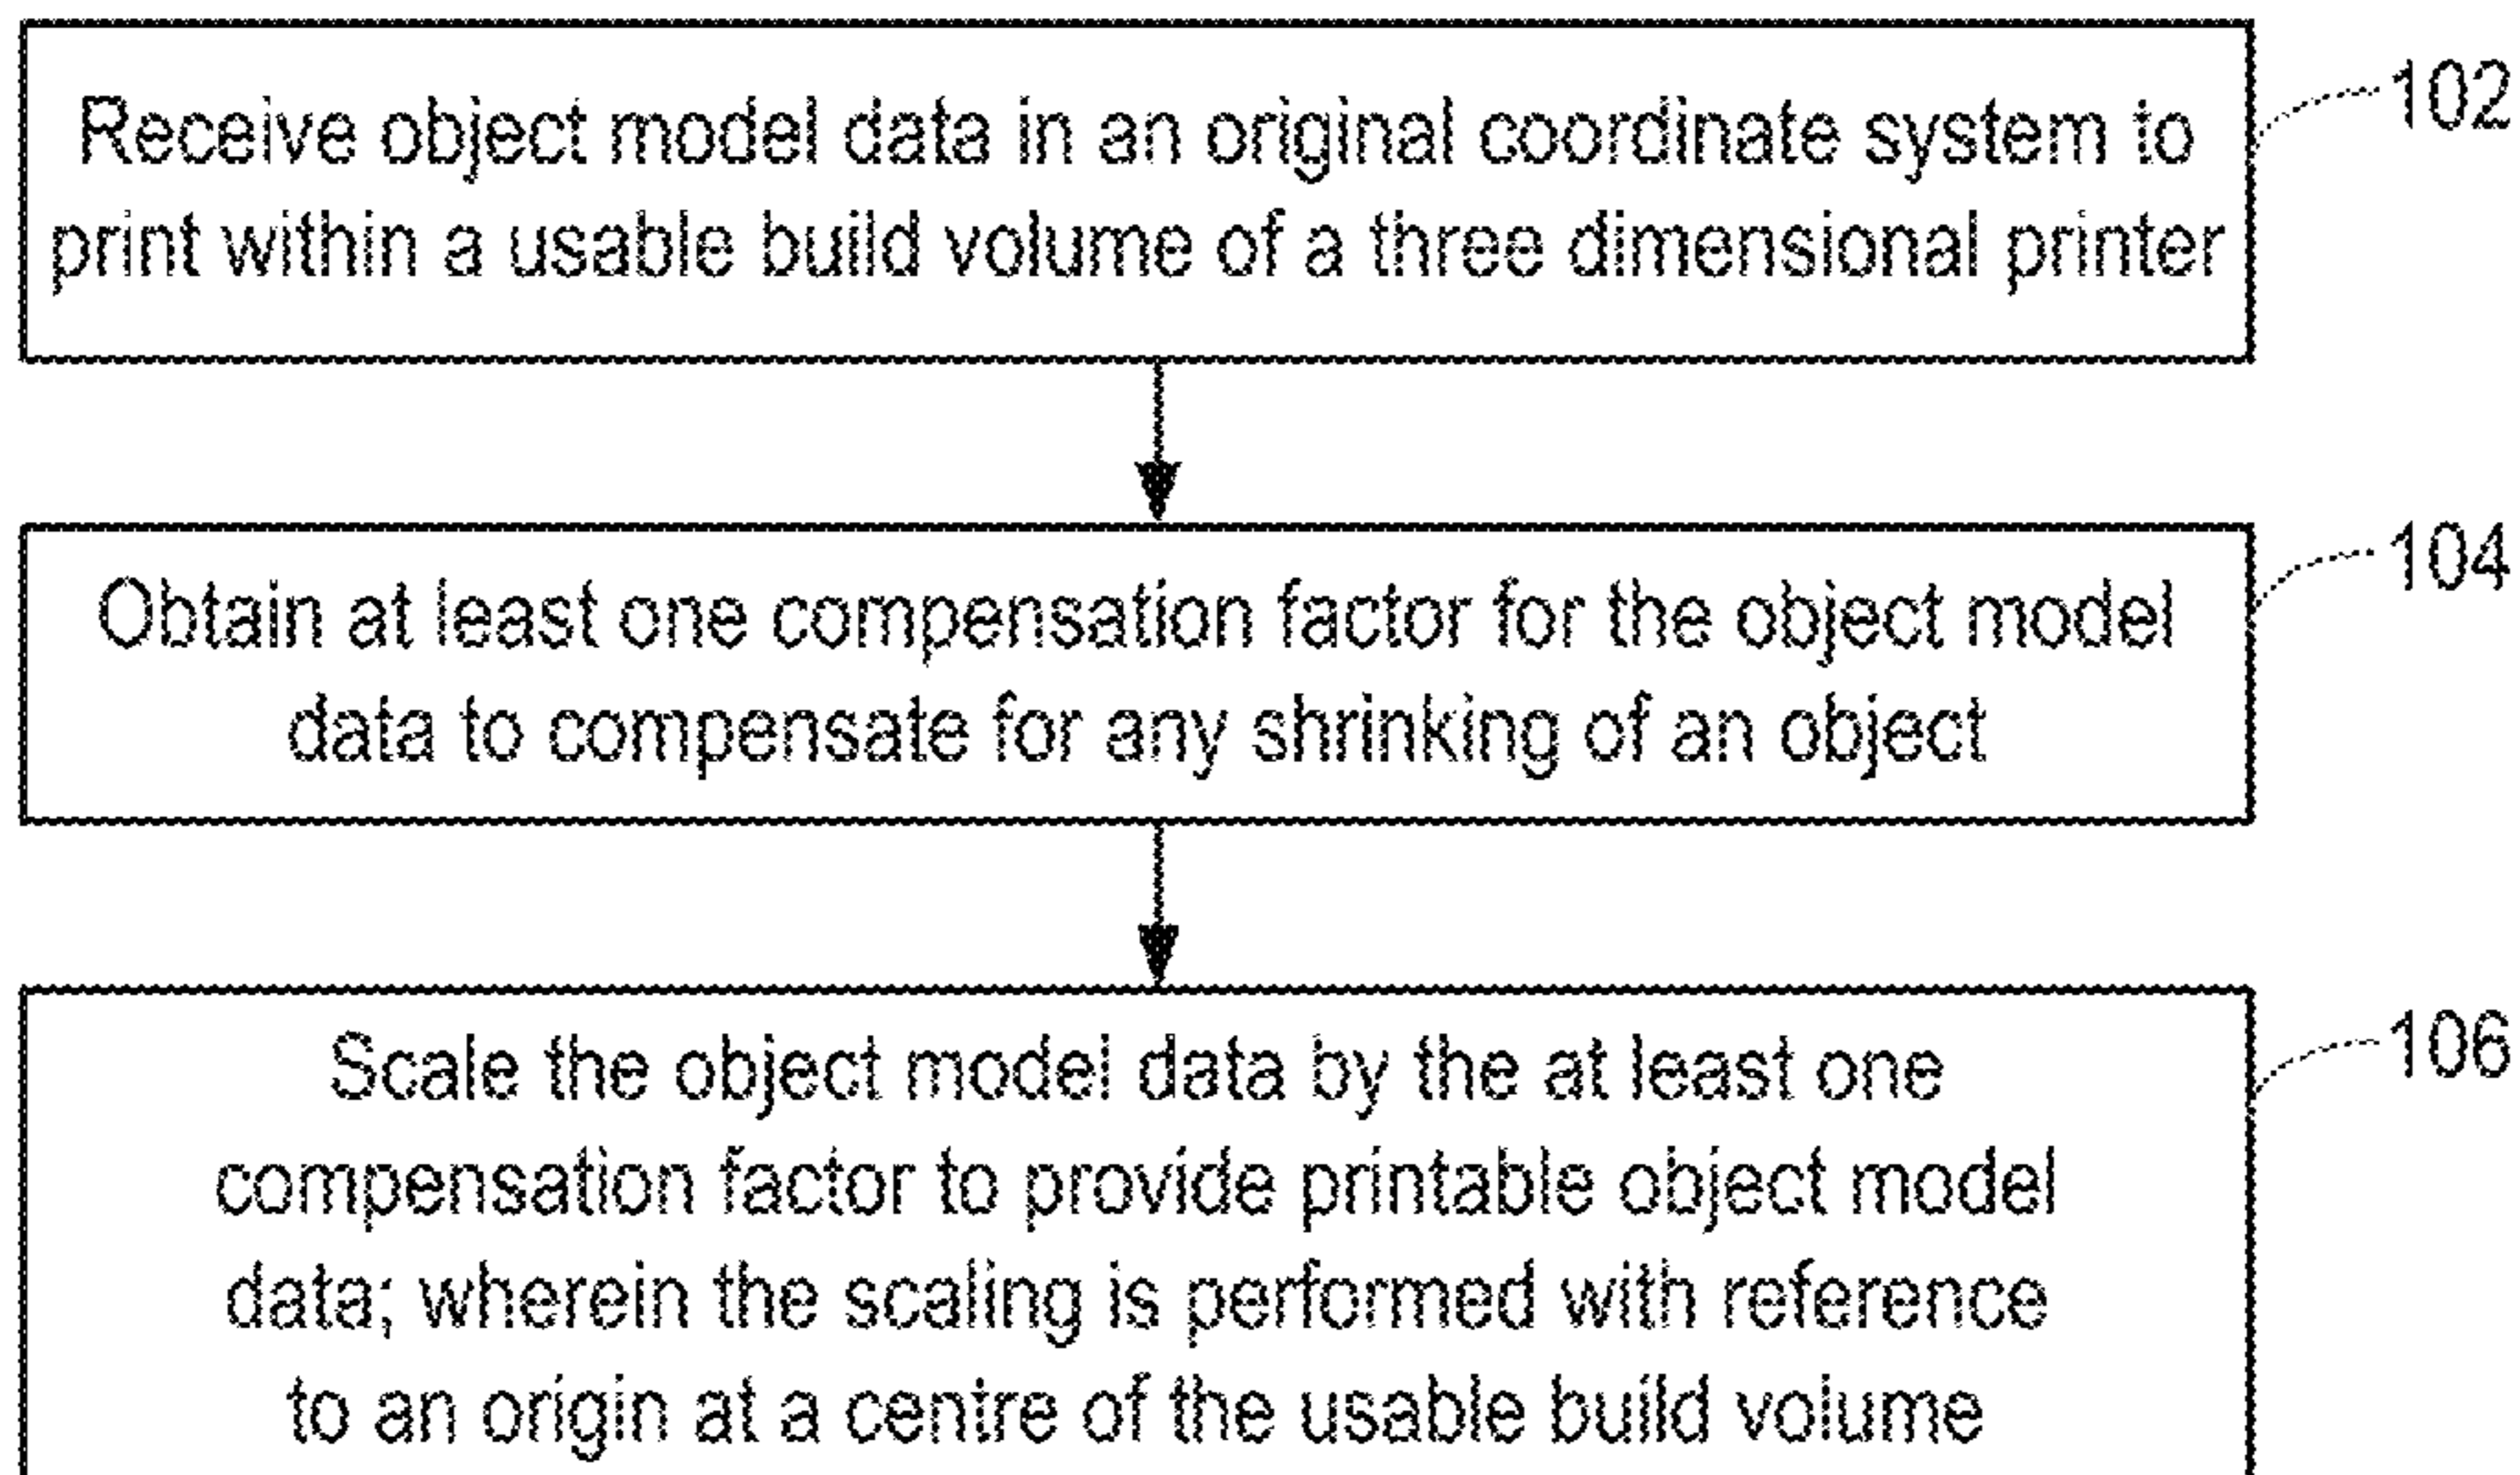 Receive object model data in an original coordinate system to
print within a usable build volume of a three dimensional printer
102
Obtain at least one compensation factor for the object model
data to compensate for any shrinking of an object
104
Scale the object model data by the at least one
compensation factor to provide printable object model
data; wherein the scaling is performed with reference
to an origin at a centre of the usable build volume
106